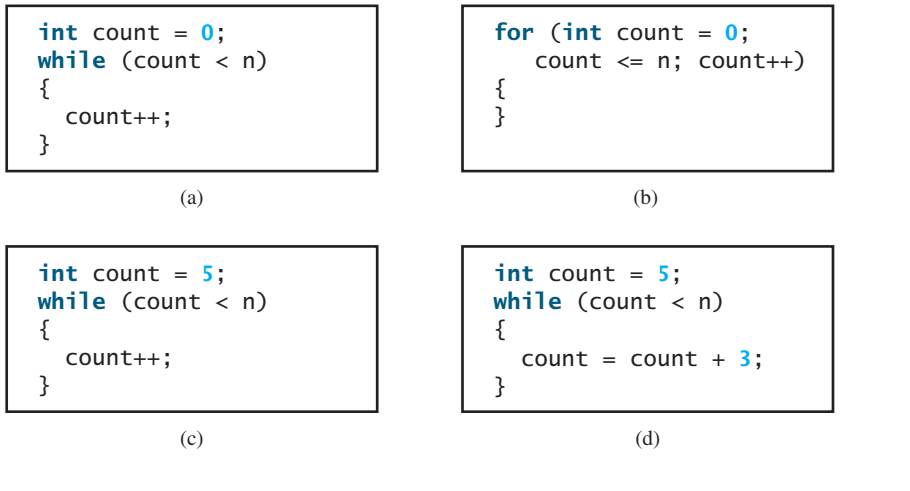 int count = 0;
while (count < n)
{
  count++;
}
(a)
for (int count = 0;
   count <= n; count++)
{
}
(b)
int count = 5;
while (count < n)
{
  count++;
}
(c)
int count = 5;
while (count < n)
{
  count = count + 3;
}
(d)